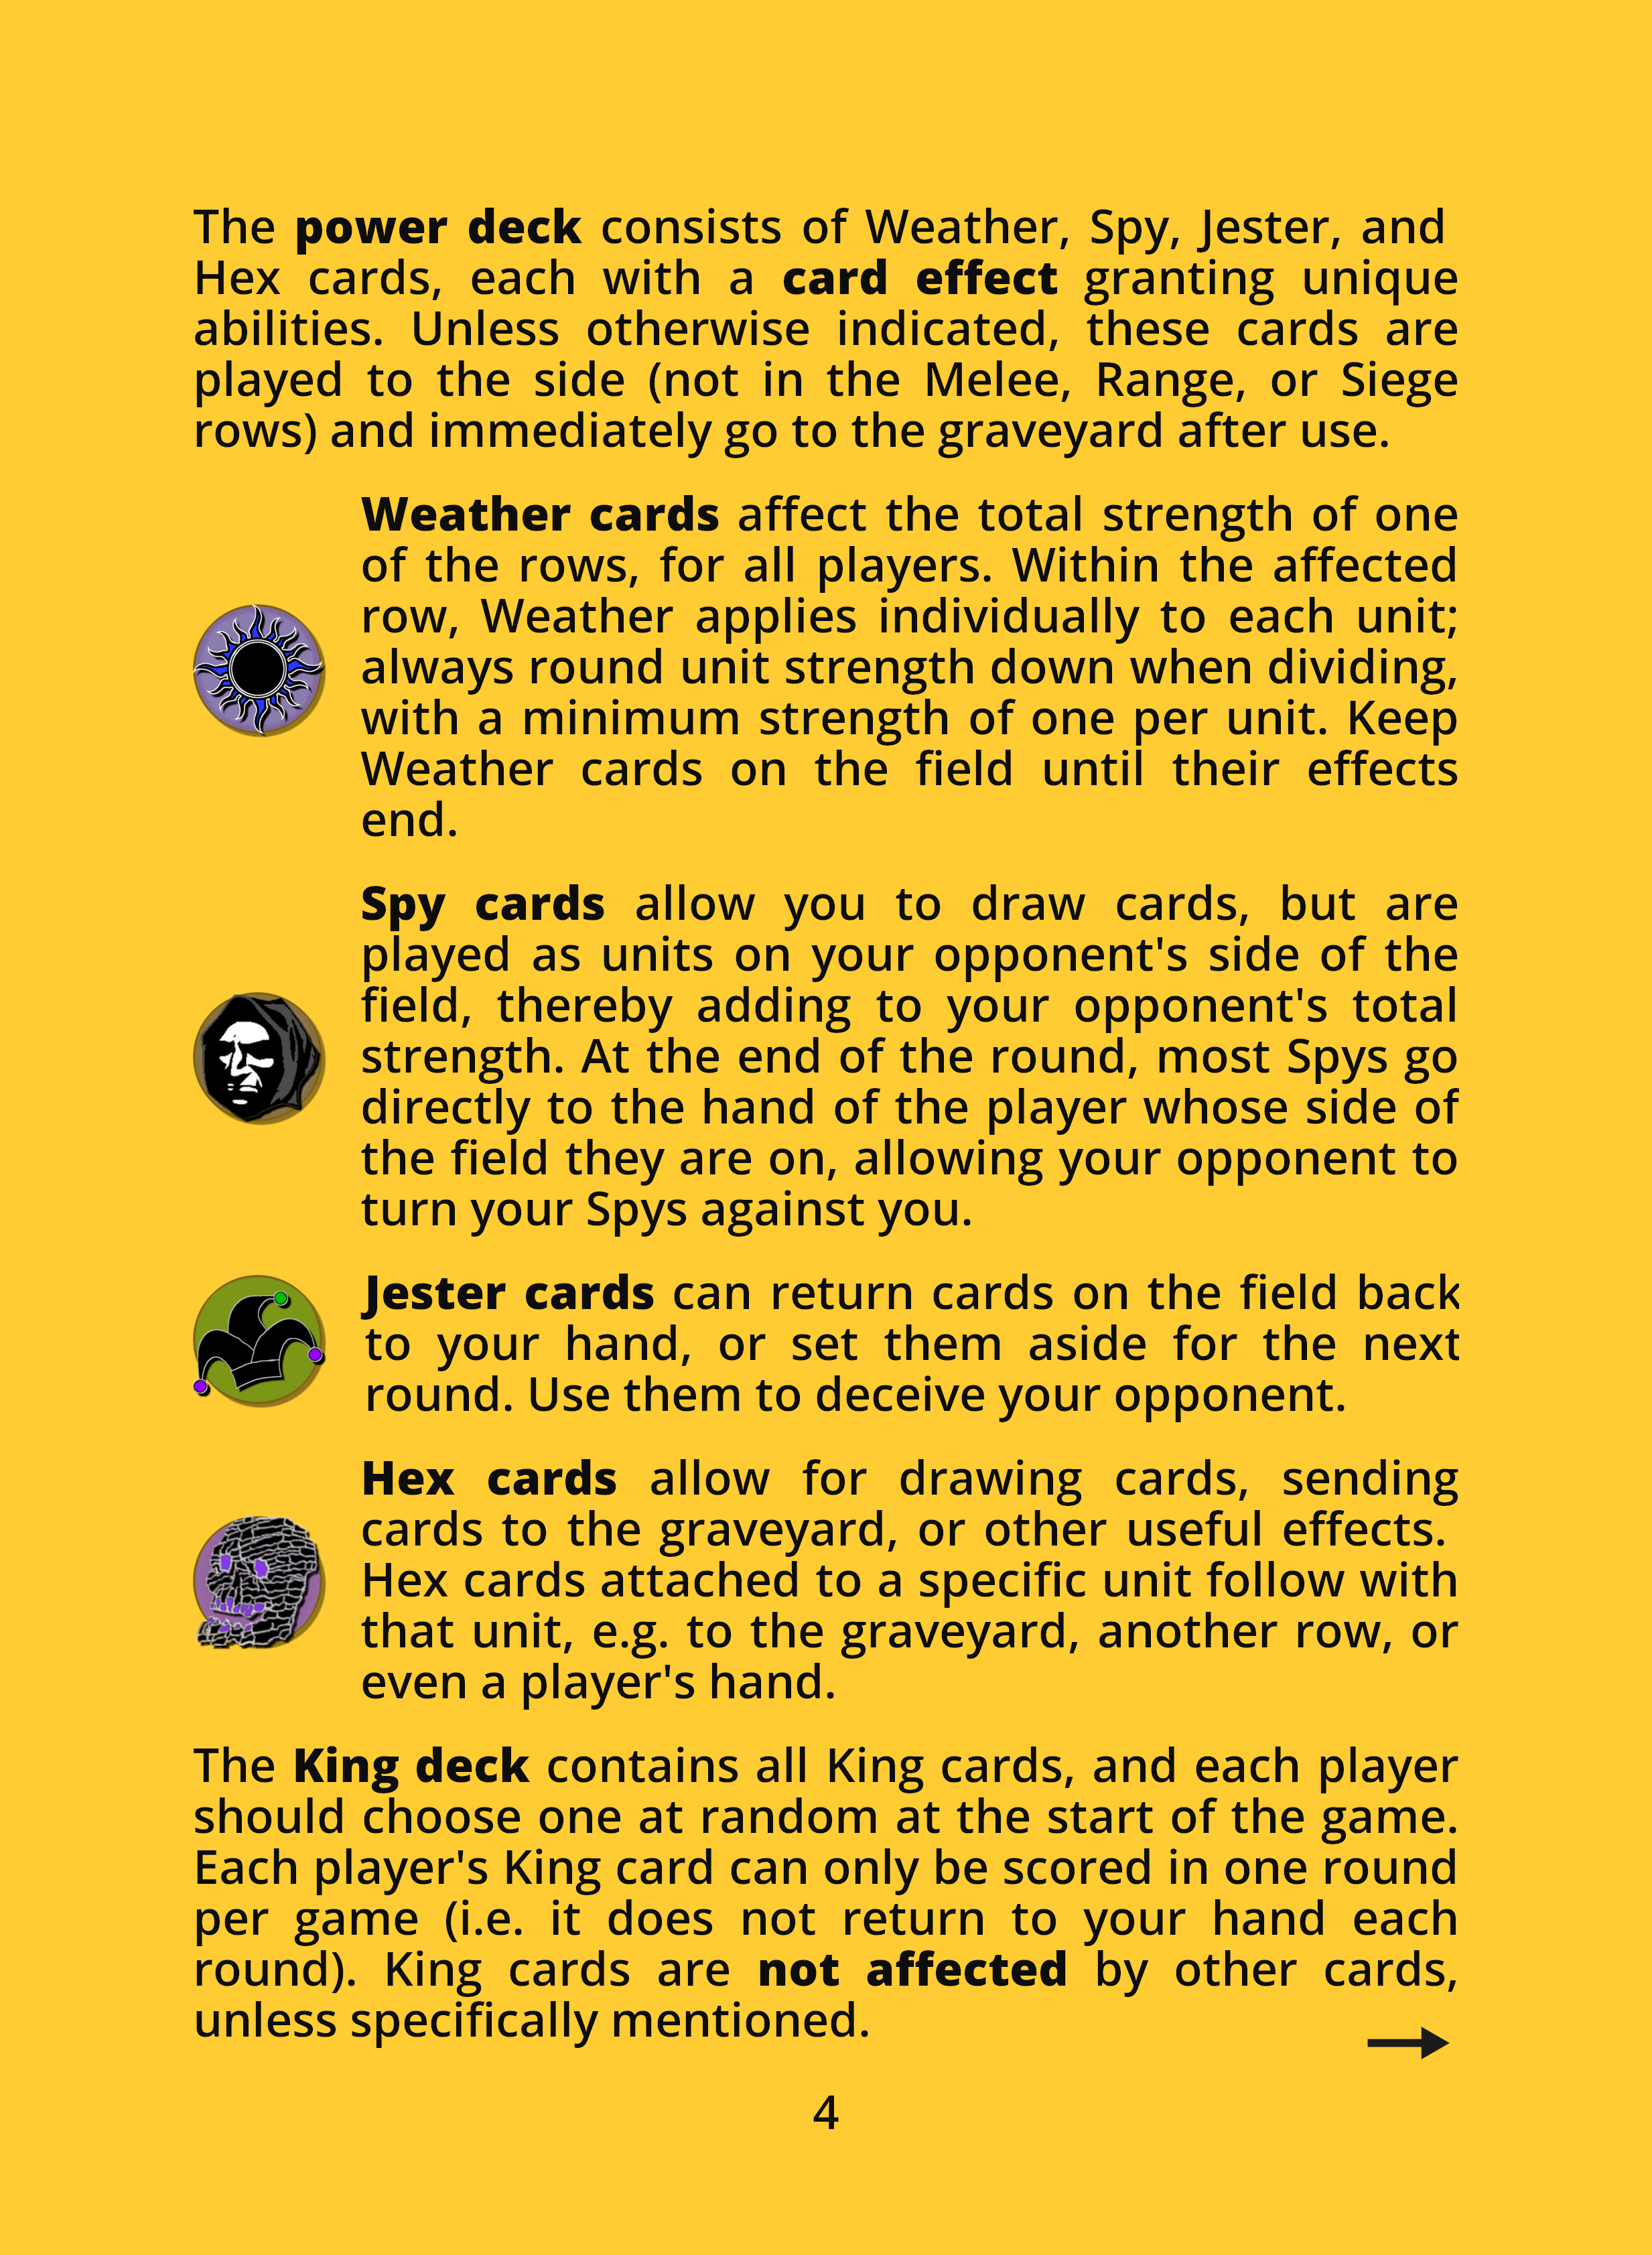 The power deck consists of Weather, Spy, Jester, and
Hex cards, each with a card effect granting unique
abilities. Unless otherwise indicated, these cards are
played to the side (not in the Melee, Range, or Siege
rows) and immediately go to the graveyard after use.
Weather cards affect the total strength of one
of the rows, for all players. Within the affected
row, Weather applies individually to each unit;
always round unit strength down when dividing,
with a minimum strength of one per unit. Keep
Weather cards on the field until their effects
end.
Spy cards allow you to draw cards, but are
played as units on your opponent's side of the
field, thereby adding to your opponent's total
strength. At the end of the round, most Spys go
directly to the hand of the player whose side of
the field they are on, allowing your opponent to
turn your Spys against you.
Jester cards can return cards on the field back
to your hand, or set them aside for the next
round. Use them to deceive your opponent.
Hex cards allow for drawing cards, sending
cards to the graveyard, or other useful effects.
Hex cards attached to a specific unit follow with
that unit, e.g. to the graveyard, another row, or
even a player's hand.
The King deck contains all King cards, and each player
should choose one at random at the start of the game.
Each player's King card can only be scored in one round
per game (i.e. it does not return to your hand each
round). King cards are not affected by other cards,
unless specifically mentioned.
4